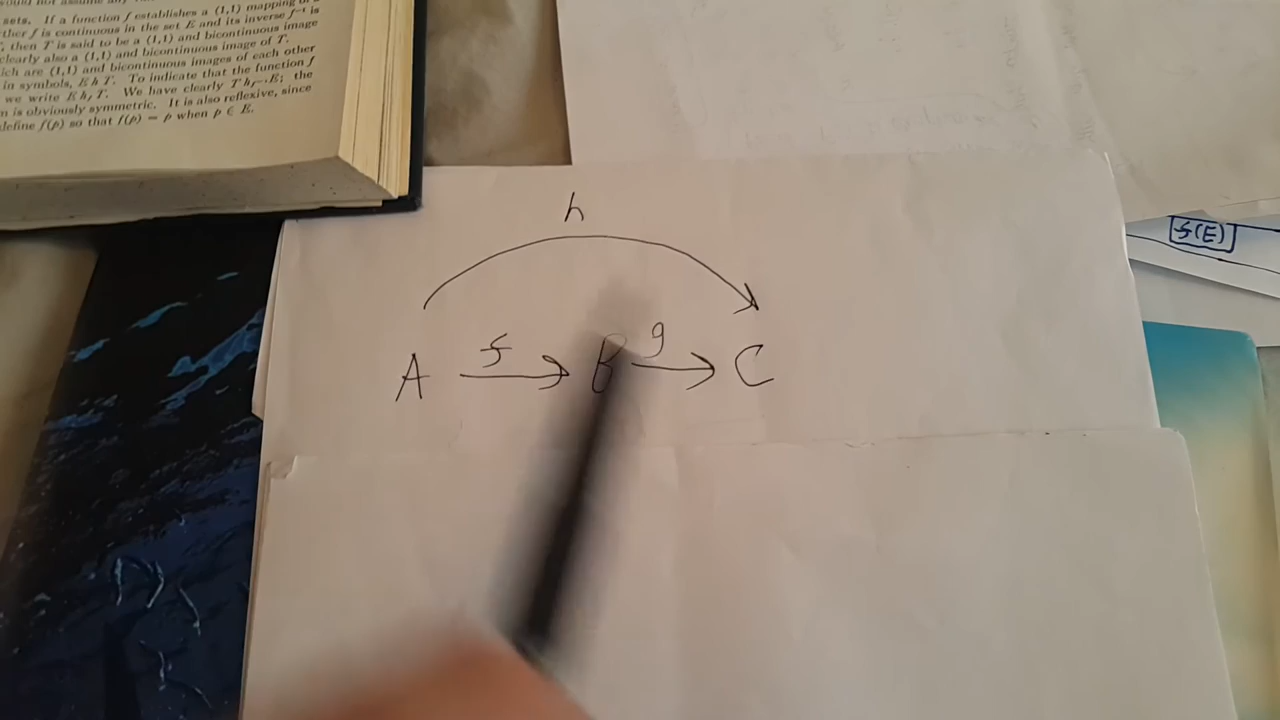 sets. If a function f establishes a (1,1) mapping
ther f is continuous in the set E and its inverse f⁻¹ is
, then T is said to be a (1,1) and bicontinuous image
clearly also a (1,1) and bicontinuous image of T.
ich are (1,1) and bicontinuous images of each other
in symbols, E h T. To indicate that the function f
we write E h_f T. We have clearly T h_f⁻¹ E; the
n is obviously symmetric. It is also reflexive, since
define f(p) so that f(p) = p when p ∈ E.
h
A f B g C
f(E)